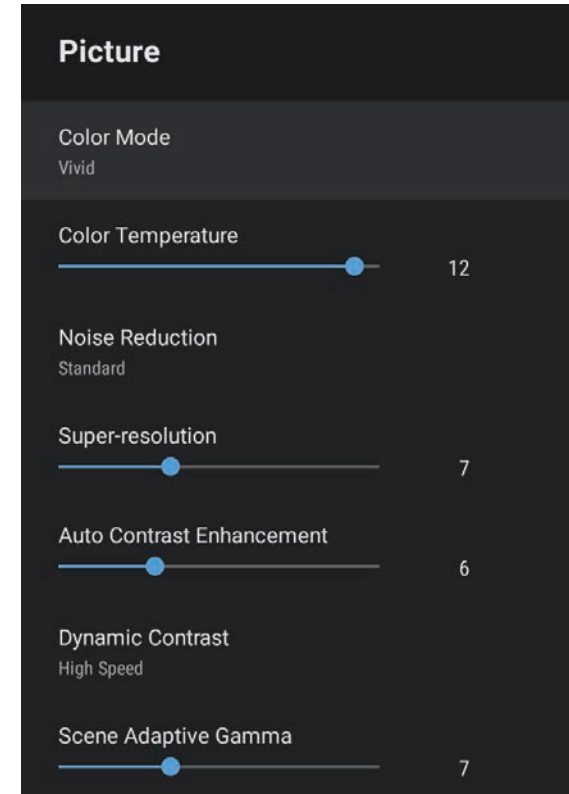 Picture
Color Mode
Vivid
Color Temperature
12
Noise Reduction
Standard
Super-resolution
7
Auto Contrast Enhancement
6
Dynamic Contrast
High Speed
Scene Adaptive Gamma
7